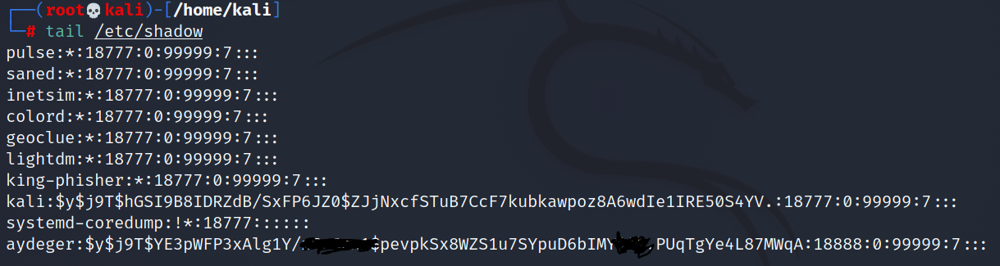 (root💀kali)-[/home/kali]
# tail /etc/shadow
pulse:*:18777:0:99999:7:::
saned:*:18777:0:99999:7:::
inetsim:*:18777:0:99999:7:::
colord:*:18777:0:99999:7:::
geoclue:*:18777:0:99999:7:::
lightdm:*:18777:0:99999:7:::
king-phisher:*:18777:0:99999:7:::
kali:$y$j9T$hGSI9B8IDRZdB/SxFP6JZ0$ZJjNxcfSTuB7CcF7kubkawpoz8A6wdIe1IRE50S4YV.:18777:0:99999:7:::
systemd-coredump:!*:18777::::::
aydeger:$y$j9T$YE3pWFP3xAlg1Y/ $pevpkSx8WZS1u7SYpuD6bIMY .PUqTgYe4L87MWqA:18888:0:99999:7:::